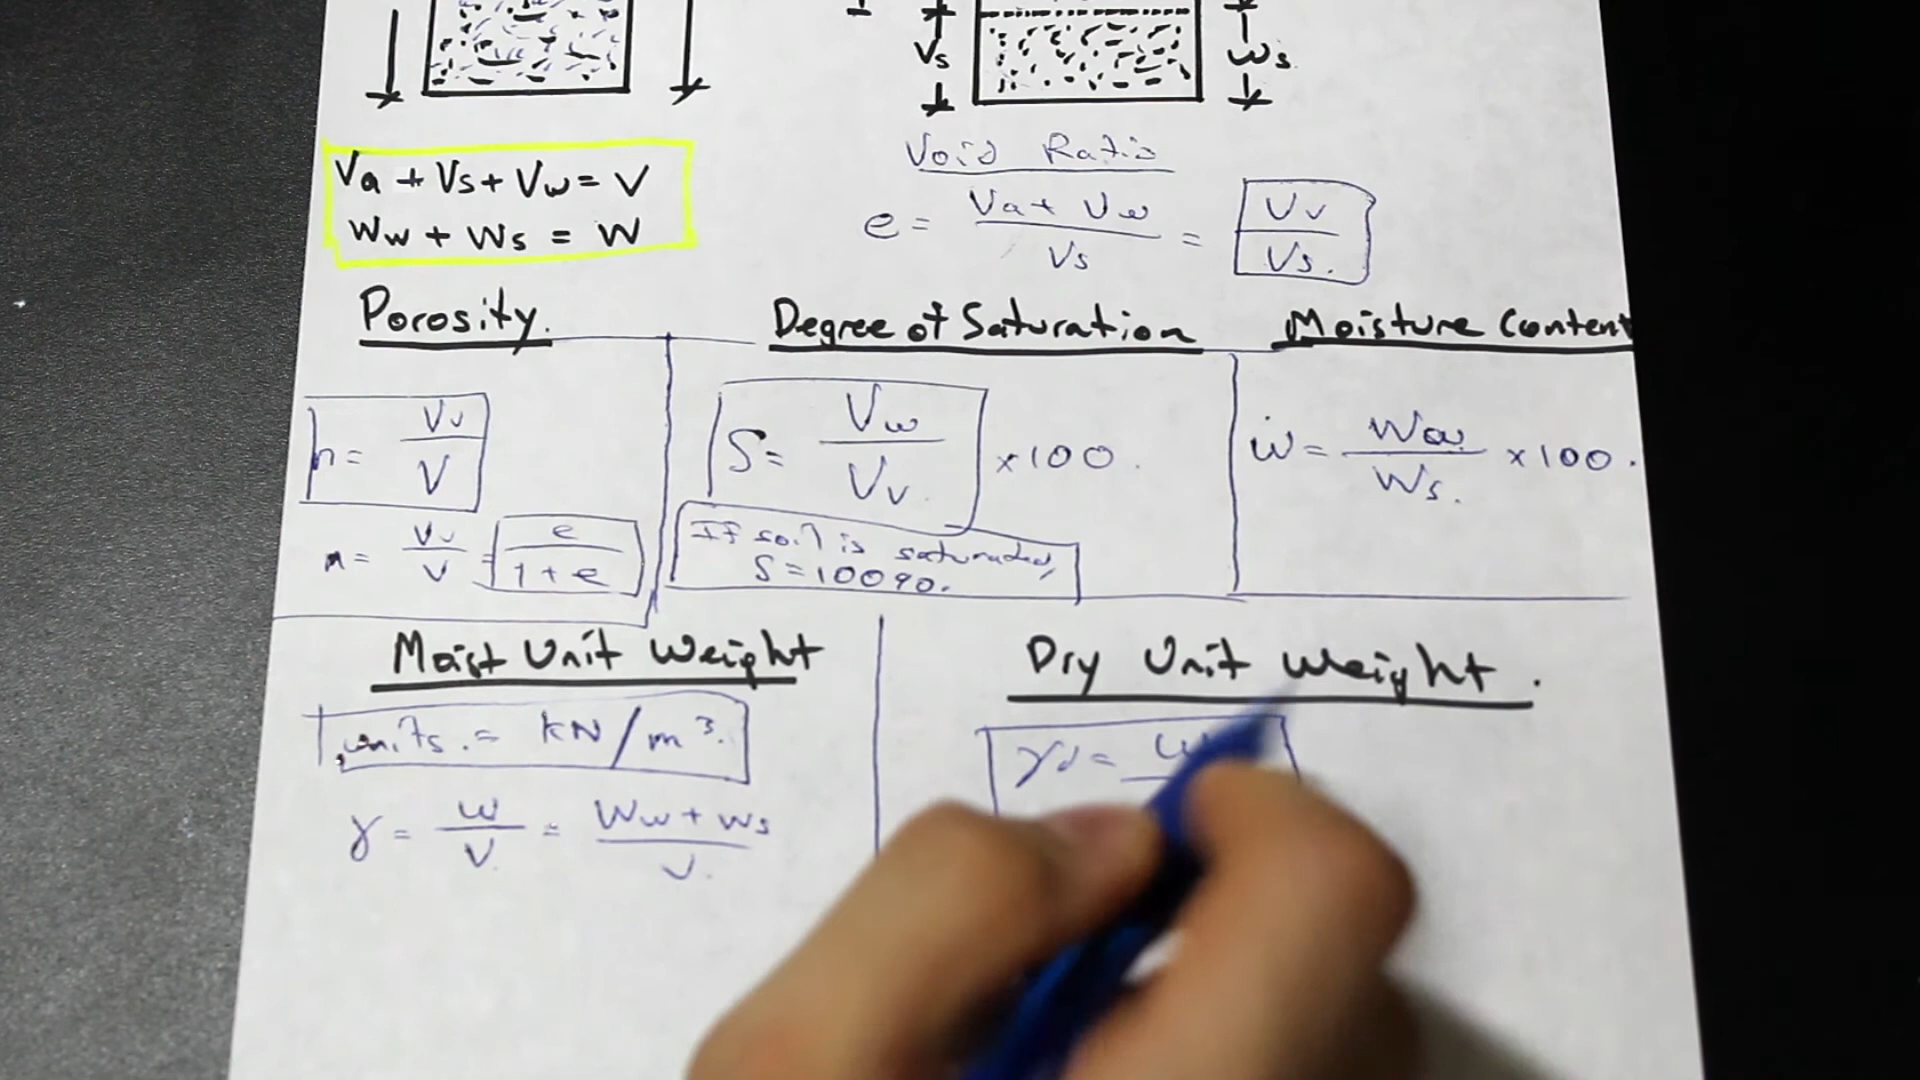 Vs
Ws
Va + Vs + Vw = V
Ww + Ws = W
Void Ratio
e = Va + Vw / Vs = Vv / Vs.
Porosity.
n = Vv / V
n = Vv / V = e / 1 + e
Degree of Saturation
S = Vw / Vv × 100.
If soil is saturated,
S = 100%.
Moisture Content
w = Ww / Ws. × 100.
Moist Unit Weight
units. = kN/m³.
γ = W / V = Ww + Ws / V.
Dry Unit Weight.
γd =